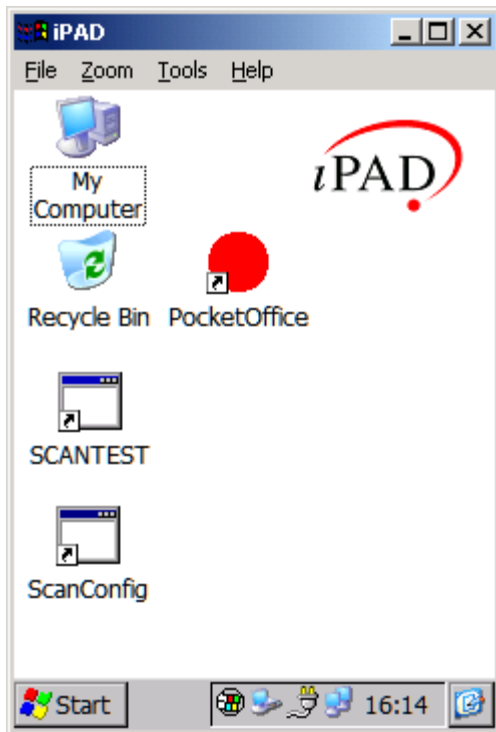 iPAD
File Zoom Tools Help
iPAD
My
Computer
Recycle Bin PocketOffice
SCANTEST
ScanConfig
Start 16:14